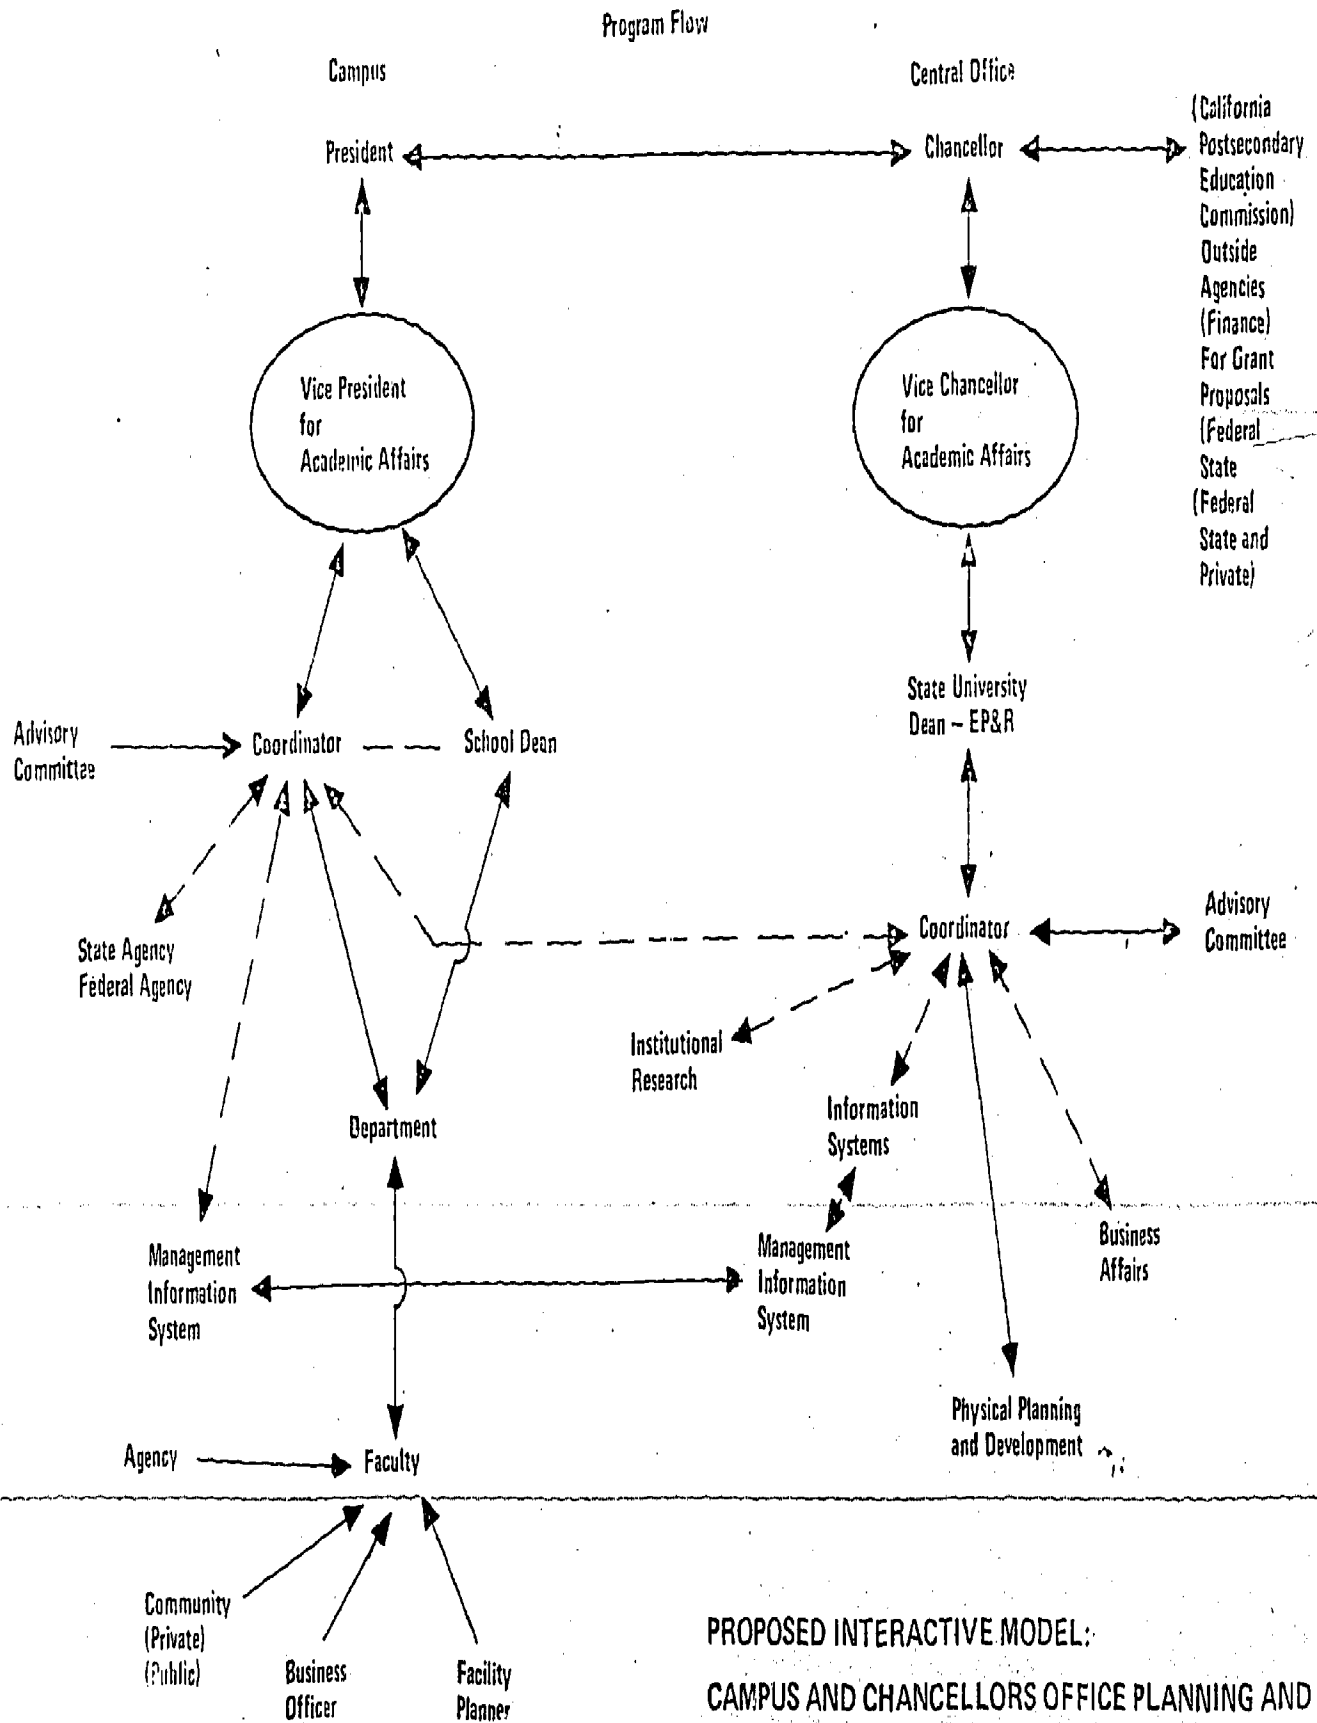 Program Flow
Campus
Central Office
President
Chancellor
(California
Postsecondary
Education
Commission)
Outside
Agencies
(Finance)
For Grant
Proposals
(Federal
State
(Federal
State and
Private)
Vice President
for
Academic Affairs
Vice Chancellor
for
Academic Affairs
Advisory
Committee
Coordinator
School Dean
State University
Dean – EP&R
State Agency
Federal Agency
Coordinator
Advisory
Committee
Institutional
Research
Information
Systems
Department
Management
Information
System
Management
Information
System
Business
Affairs
Physical Planning
and Development
Agency
Faculty
Community
(Private)
(Public)
Business
Officer
Facility
Planner
PROPOSED INTERACTIVE MODEL:
CAMPUS AND CHANCELLORS OFFICE PLANNING AND